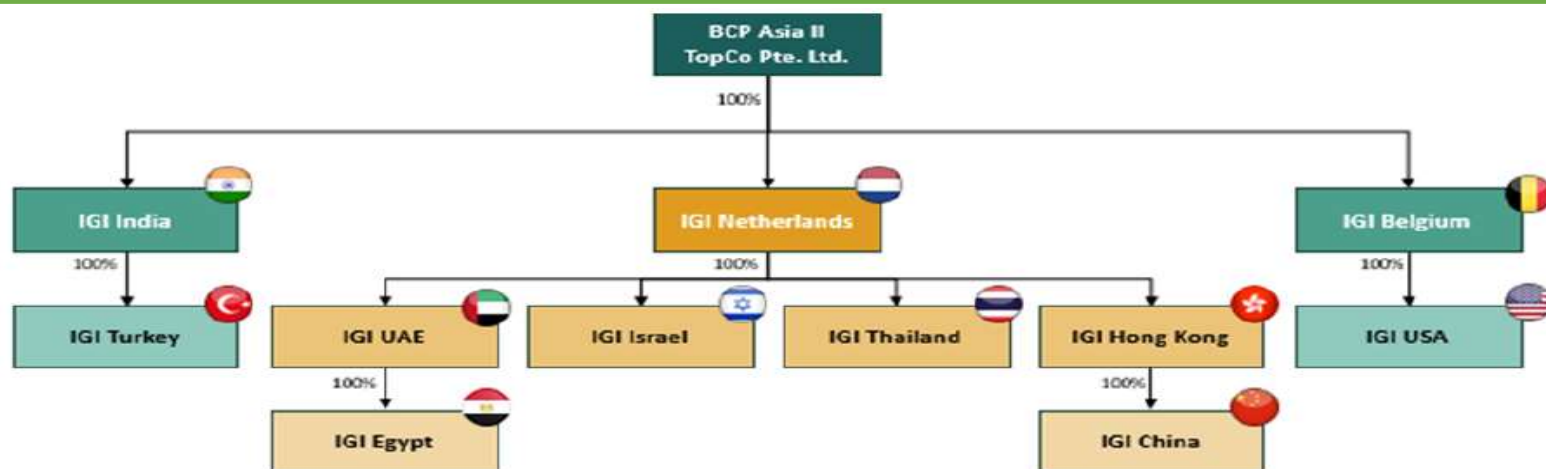 BCP Asia II
TopCo Pte. Ltd.
100%
IGI India
IGI Netherlands
IGI Belgium
100%
100%
100%
IGI Turkey
IGI UAE
IGI Israel
IGI Thailand
IGI Hong Kong
IGI USA
100%
100%
IGI Egypt
IGI China